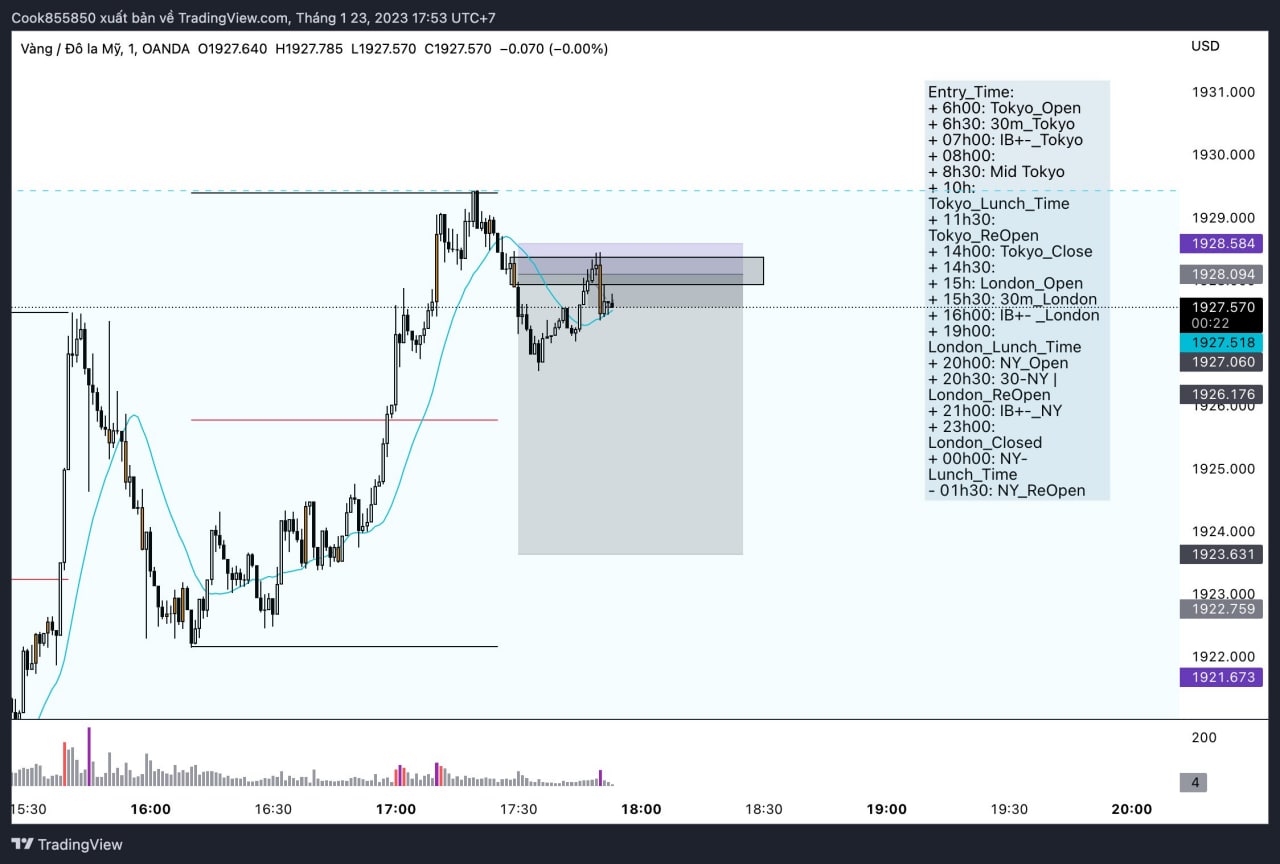 Cook855850 xuất bản về TradingView.com, Tháng 1 23, 2023 17:53 UTC+7
Vàng / Đô la Mỹ, 1, OANDA O1927.640 H1927.785 L1927.570 C1927.570 −0.070 (−0.00%)
USD
Entry_Time:
+ 6h00: Tokyo_Open
+ 6h30: 30m_Tokyo
+ 07h00: IB+-_Tokyo
+ 08h00:
+ 8h30: Mid Tokyo
+ 10h:
Tokyo_Lunch_Time
+ 11h30:
Tokyo_ReOpen
+ 14h00: Tokyo_Close
+ 14h30:
+ 15h: London_Open
+ 15h30: 30m_London
+ 16h00: IB+-_London
+ 19h00:
London_Lunch_Time
+ 20h00: NY_Open
+ 20h30: 30-NY |
London_ReOpen
+ 21h00: IB+-_NY
+ 23h00:
London_Closed
+ 00h00: NY-
Lunch_Time
- 01h30: NY_ReOpen
1931.000
1930.000
1929.000
1928.584
1928.094
1927.570
00:22
1927.518
1927.060
1926.176
1926.000
1925.000
1924.000
1923.631
1923.000
1922.759
1922.000
1921.673
200
4
15:30 16:00 16:30 17:00 17:30 18:00 18:30 19:00 19:30 20:00
TradingView